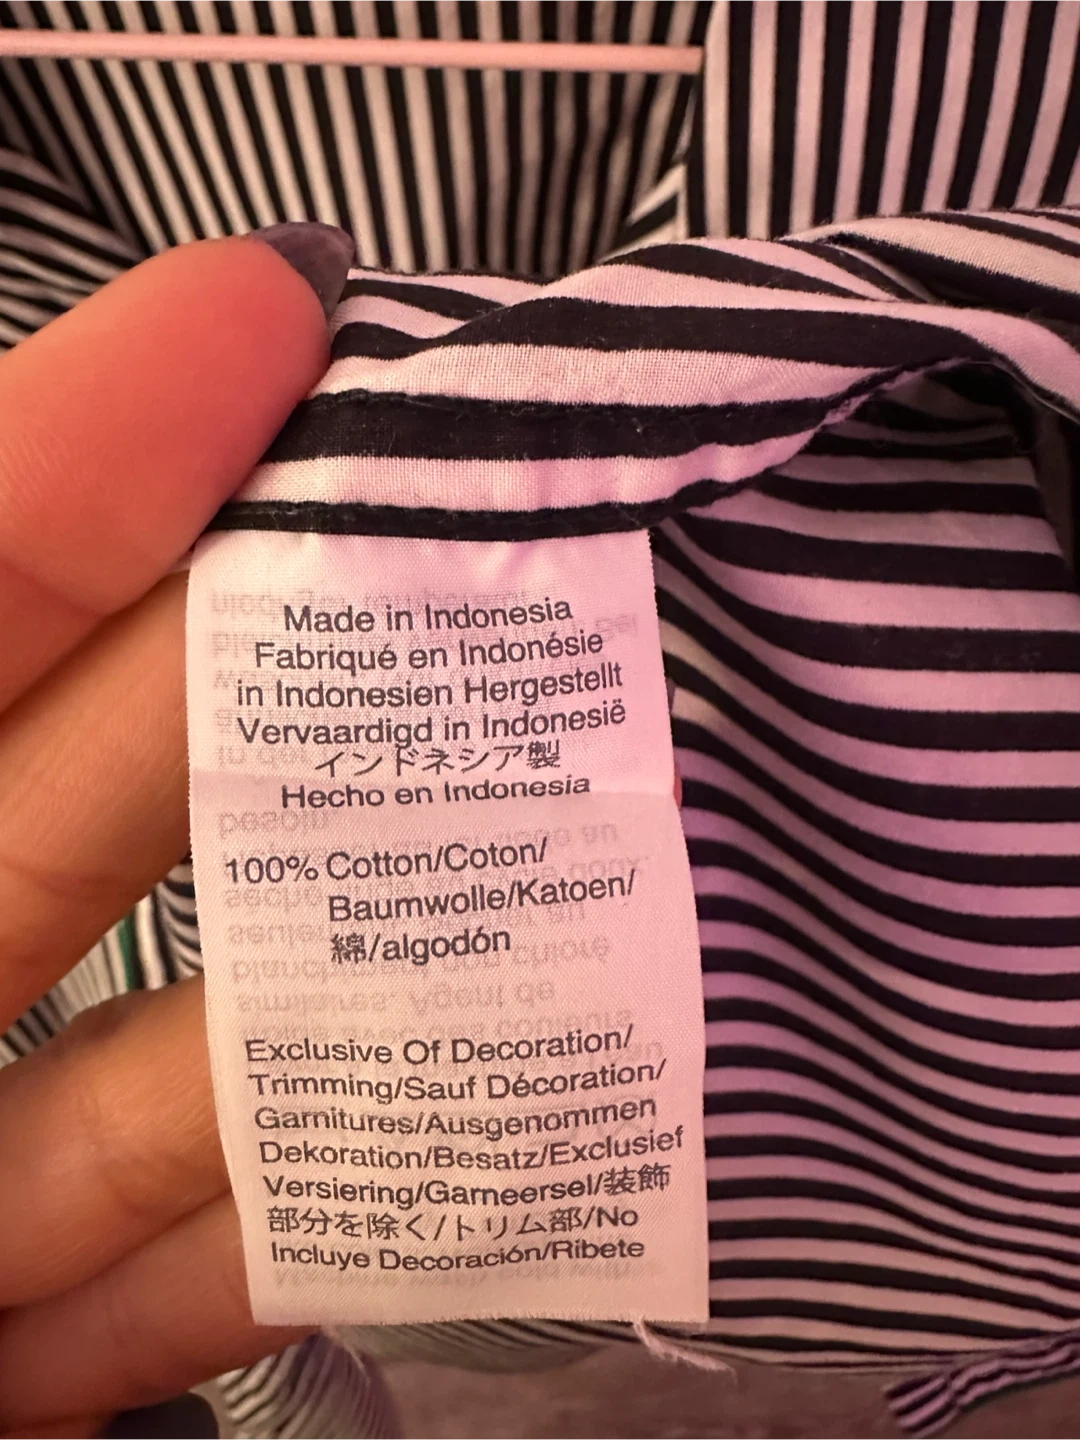 Made in Indonesia
Fabriqué en Indonésie
in Indonesien Hergestellt
Vervaardigd in Indonesië
インドネシア製
Hecho en Indonesia
100% Cotton/Coton/
Baumwolle/Katoen/
綿/algodón
Exclusive Of Decoration/
Trimming/Sauf Décoration/
Garnitures/Ausgenommen
Dekoration/Besatz/Exclusief
Versiering/Garneersel/装飾
部分を除く/トリム部/No
Incluye Decoración/Ribete